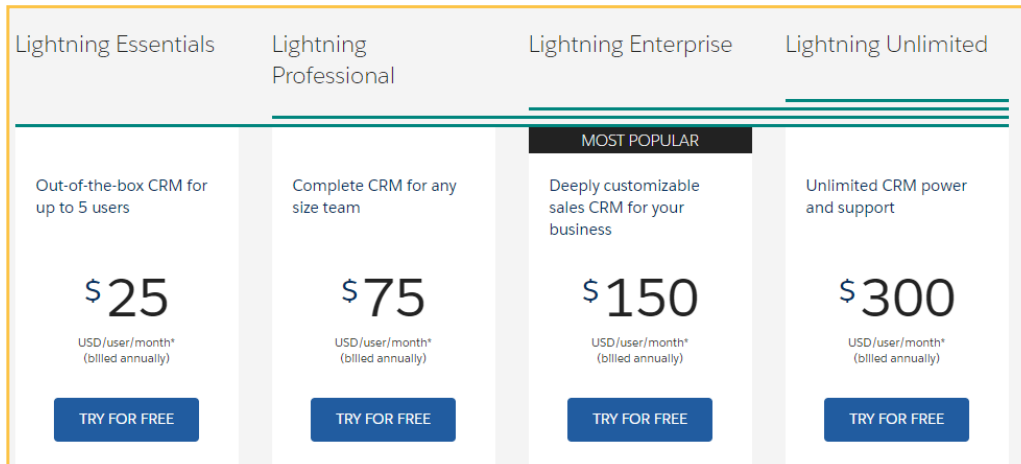 Lightning Essentials
Lightning
Professional
Lightning Enterprise
Lightning Unlimited
Out-of-the-box CRM for
up to 5 users
$25
USD/user/month*
(billed annually)
TRY FOR FREE
Complete CRM for any
size team
$75
USD/user/month*
(billed annually)
TRY FOR FREE
MOST POPULAR
Deeply customizable
sales CRM for your
business
$150
USD/user/month*
(billed annually)
TRY FOR FREE
Unlimited CRM power
and support
$300
USD/user/month*
(billed annually)
TRY FOR FREE